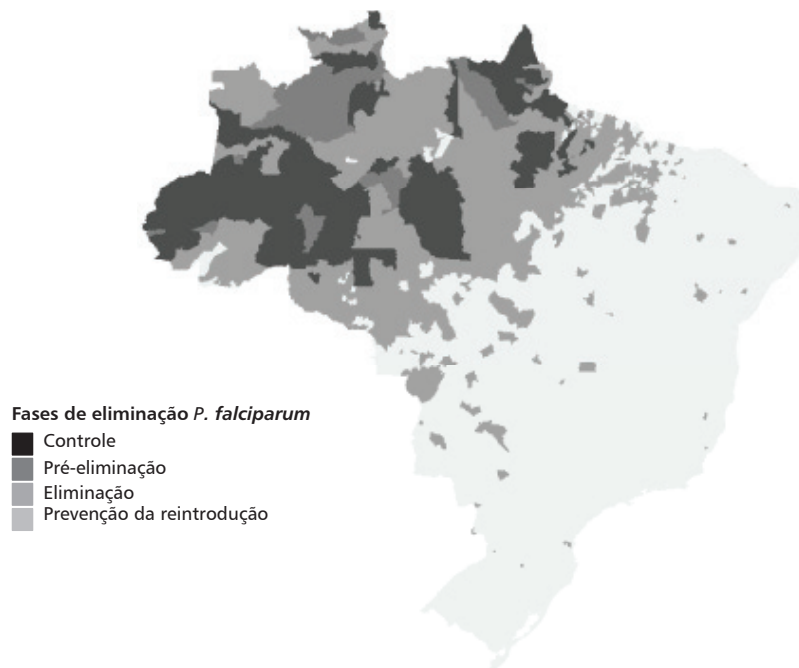 Fases de eliminação P. falciparum
Controle
Pré-eliminação
Eliminação
Prevenção da reintrodução